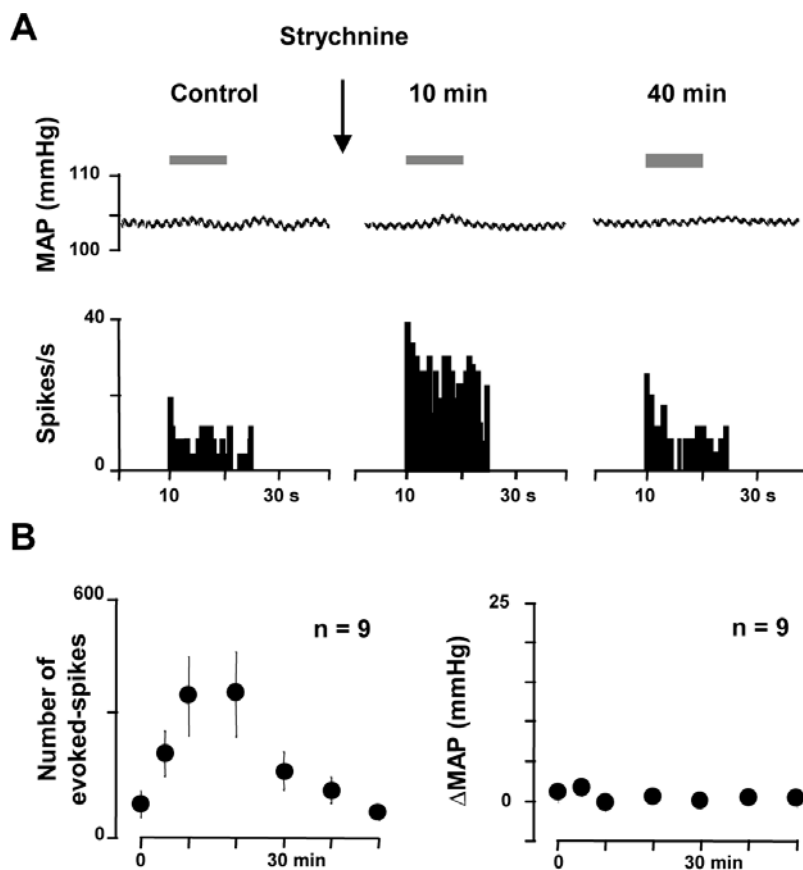 A
Strychnine
Control 10 min 40 min
MAP (mmHg)
110
100
Spikes/s
40
0
10 30 s 10 30 s 10 30 s
B
Number of
evoked-spikes
600
0
n = 9
0 30 min
ΔMAP (mmHg)
25
0
n = 9
0 30 min